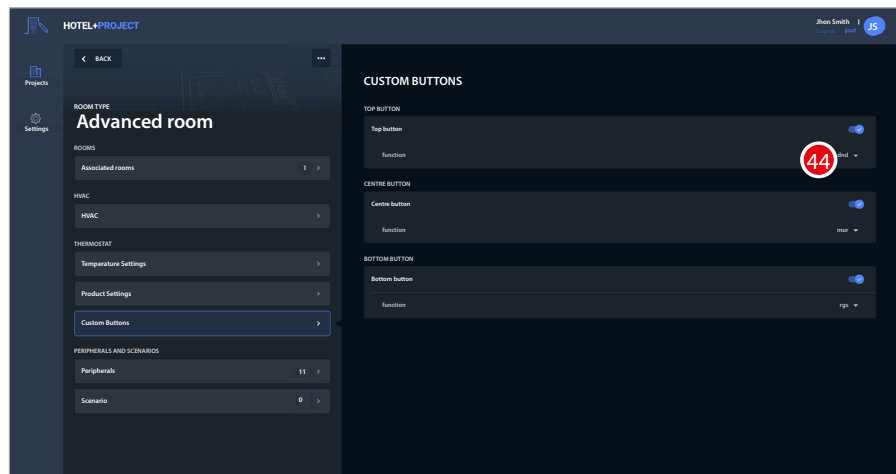 HOTEL+PROJECT
Jhon Smith
JS
Projects
Settings
BACK
ROOM TYPE
Advanced room
ROOMS
Associated rooms 1
HVAC
HVAC
THERMOSTAT
Temperature Settings
Product Settings
Custom Buttons
PERIPHERALS AND SCENARIOS
Peripherals 11
Scenario 0
CUSTOM BUTTONS
TOP BUTTON
Top button
function dnd
44
CENTRE BUTTON
Centre button
function mur
BOTTOM BUTTON
Bottom button
function rgs